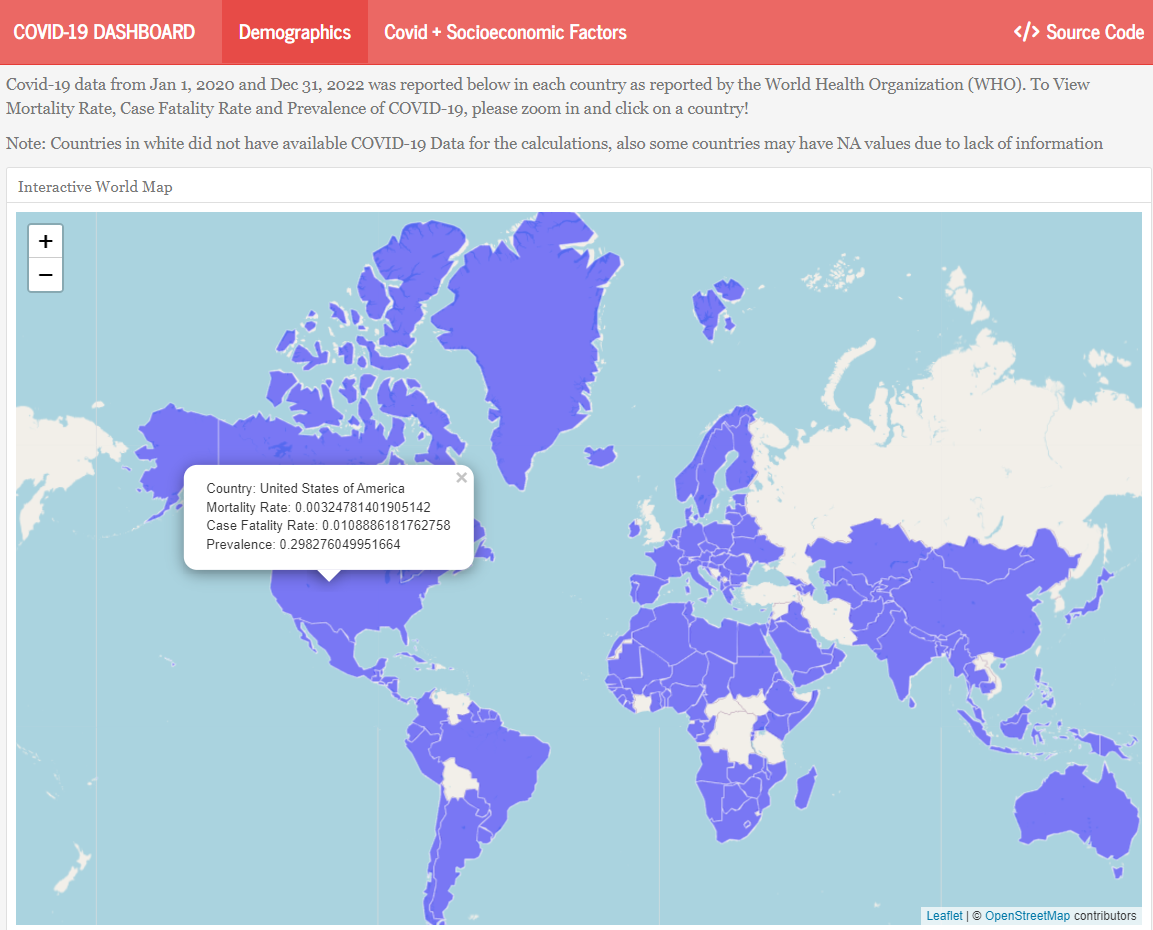 COVID-19 DASHBOARD Demographics Covid + Socioeconomic Factors </> Source Code
Covid-19 data from Jan 1, 2020 and Dec 31, 2022 was reported below in each country as reported by the World Health Organization (WHO). To View
Mortality Rate, Case Fatality Rate and Prevalence of COVID-19, please zoom in and click on a country!
Note: Countries in white did not have available COVID-19 Data for the calculations, also some countries may have NA values due to lack of information
Interactive World Map
+
−
×
Country: United States of America
Mortality Rate: 0.00324781401905142
Case Fatality Rate: 0.0108886181762758
Prevalence: 0.298276049951664
Leaflet | © OpenStreetMap contributors